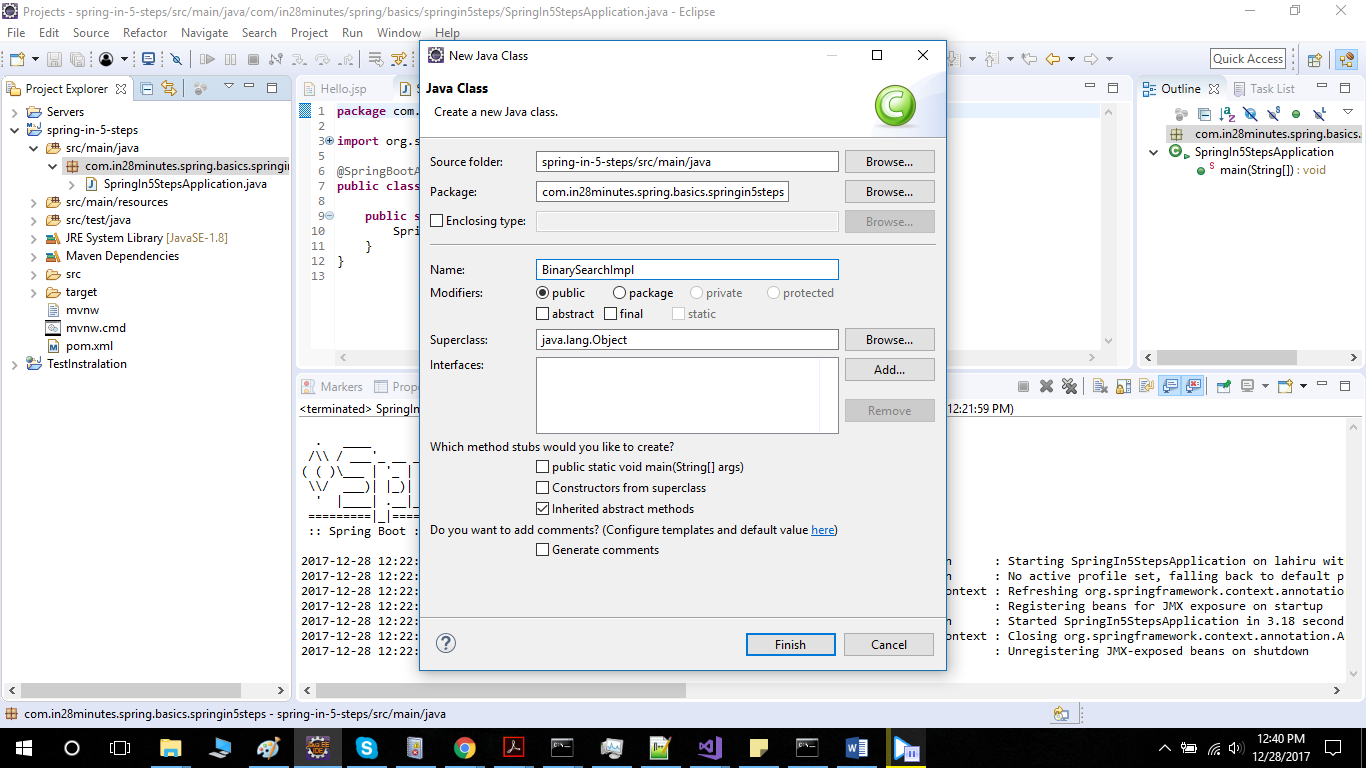 Projects - spring-in-5-steps/src/main/java/com/in28minutes/spring/basics/springin5steps/SpringIn5StepsApplication.java - Eclipse
File Edit Source Refactor Navigate Search Project Run Window Help
Quick Access
Project Explorer
Servers
spring-in-5-steps
src/main/java
com.in28minutes.spring.basics.springi
SpringIn5StepsApplication.java
src/main/resources
src/test/java
JRE System Library [JavaSE-1.8]
Maven Dependencies
src
target
mvnw
mvnw.cmd
pom.xml
TestInstralation
Hello.jsp
1 package com.
2
3 import org.s
5
6 @SpringBootA
7 public class
8
9 public s
10 Spri
11 }
12 }
13
New Java Class
Java Class
Create a new Java class.
Source folder: spring-in-5-steps/src/main/java Browse...
Package: com.in28minutes.spring.basics.springin5steps Browse...
Enclosing type: Browse...
Name: BinarySearchImpl
Modifiers: public package private protected
abstract final static
Superclass: java.lang.Object Browse...
Interfaces: Add...
Remove
Which method stubs would you like to create?
public static void main(String[] args)
Constructors from superclass
Inherited abstract methods
Do you want to add comments? (Configure templates and default value here)
Generate comments
Finish Cancel
Outline Task List
com.in28minutes.spring.basics.
SpringIn5StepsApplication
main(String[]) : void
Markers Prope
<terminated> SpringIn 12:21:59 PM)
:: Spring Boot :
2017-12-28 12:22: n : Starting SpringIn5StepsApplication on lahiru wit
2017-12-28 12:22: n : No active profile set, falling back to default p
2017-12-28 12:22: ontext : Refreshing org.springframework.context.annotatio
2017-12-28 12:22: : Registering beans for JMX exposure on startup
2017-12-28 12:22: n : Started SpringIn5StepsApplication in 3.18 second
2017-12-28 12:22: ontext : Closing org.springframework.context.annotation.A
2017-12-28 12:22: : Unregistering JMX-exposed beans on shutdown
com.in28minutes.spring.basics.springin5steps - spring-in-5-steps/src/main/java
12:40 PM
12/28/2017